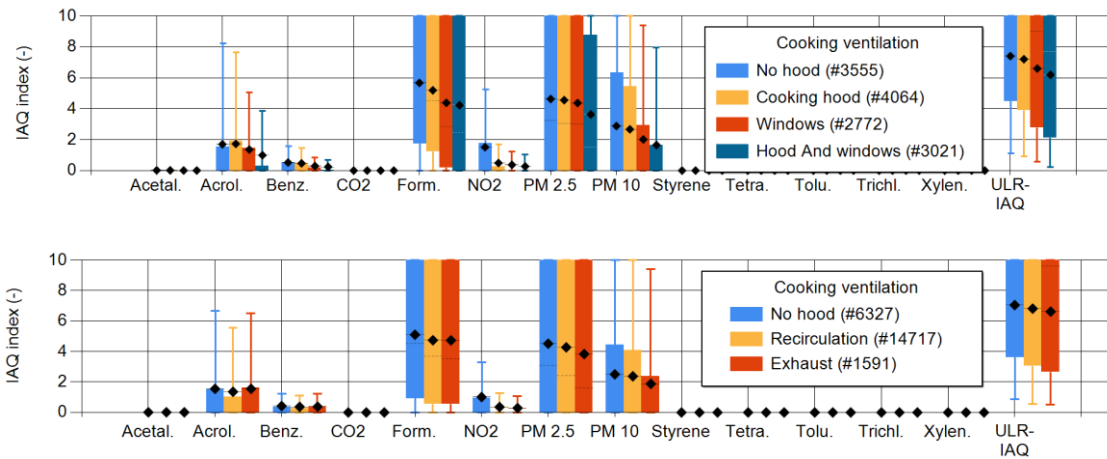 10
8
6
4
2
0
IAQ index (-)
Cooking ventilation
No hood (#3555)
Cooking hood (#4064)
Windows (#2772)
Hood And windows (#3021)
Acetal. Acrol. Benz. CO2 Form. NO2 PM 2.5 PM 10 Styrene Tetra. Tolu. Trichl. Xylen. ULR-
IAQ
10
8
6
4
2
0
IAQ index (-)
Cooking ventilation
No hood (#6327)
Recirculation (#14717)
Exhaust (#1591)
Acetal. Acrol. Benz. CO2 Form. NO2 PM 2.5 PM 10 Styrene Tetra. Tolu. Trichl. Xylen. ULR-
IAQ